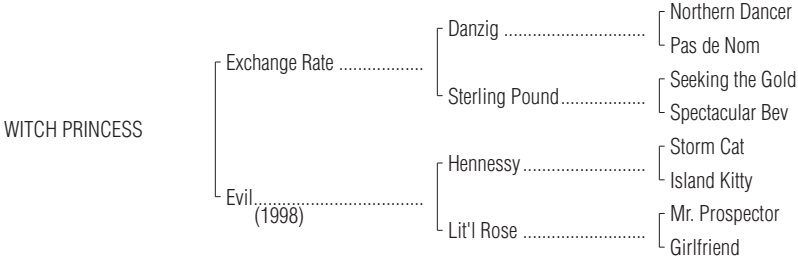 Northern Dancer
Danzig ..............................
Pas de Nom
Exchange Rate ..................
Seeking the Gold
Sterling Pound..................
Spectacular Bev
WITCH PRINCESS
Storm Cat
Hennessy ..........................
Island Kitty
Evil....................................
(1998)
Mr. Prospector
Lit'l Rose ..........................
Girlfriend